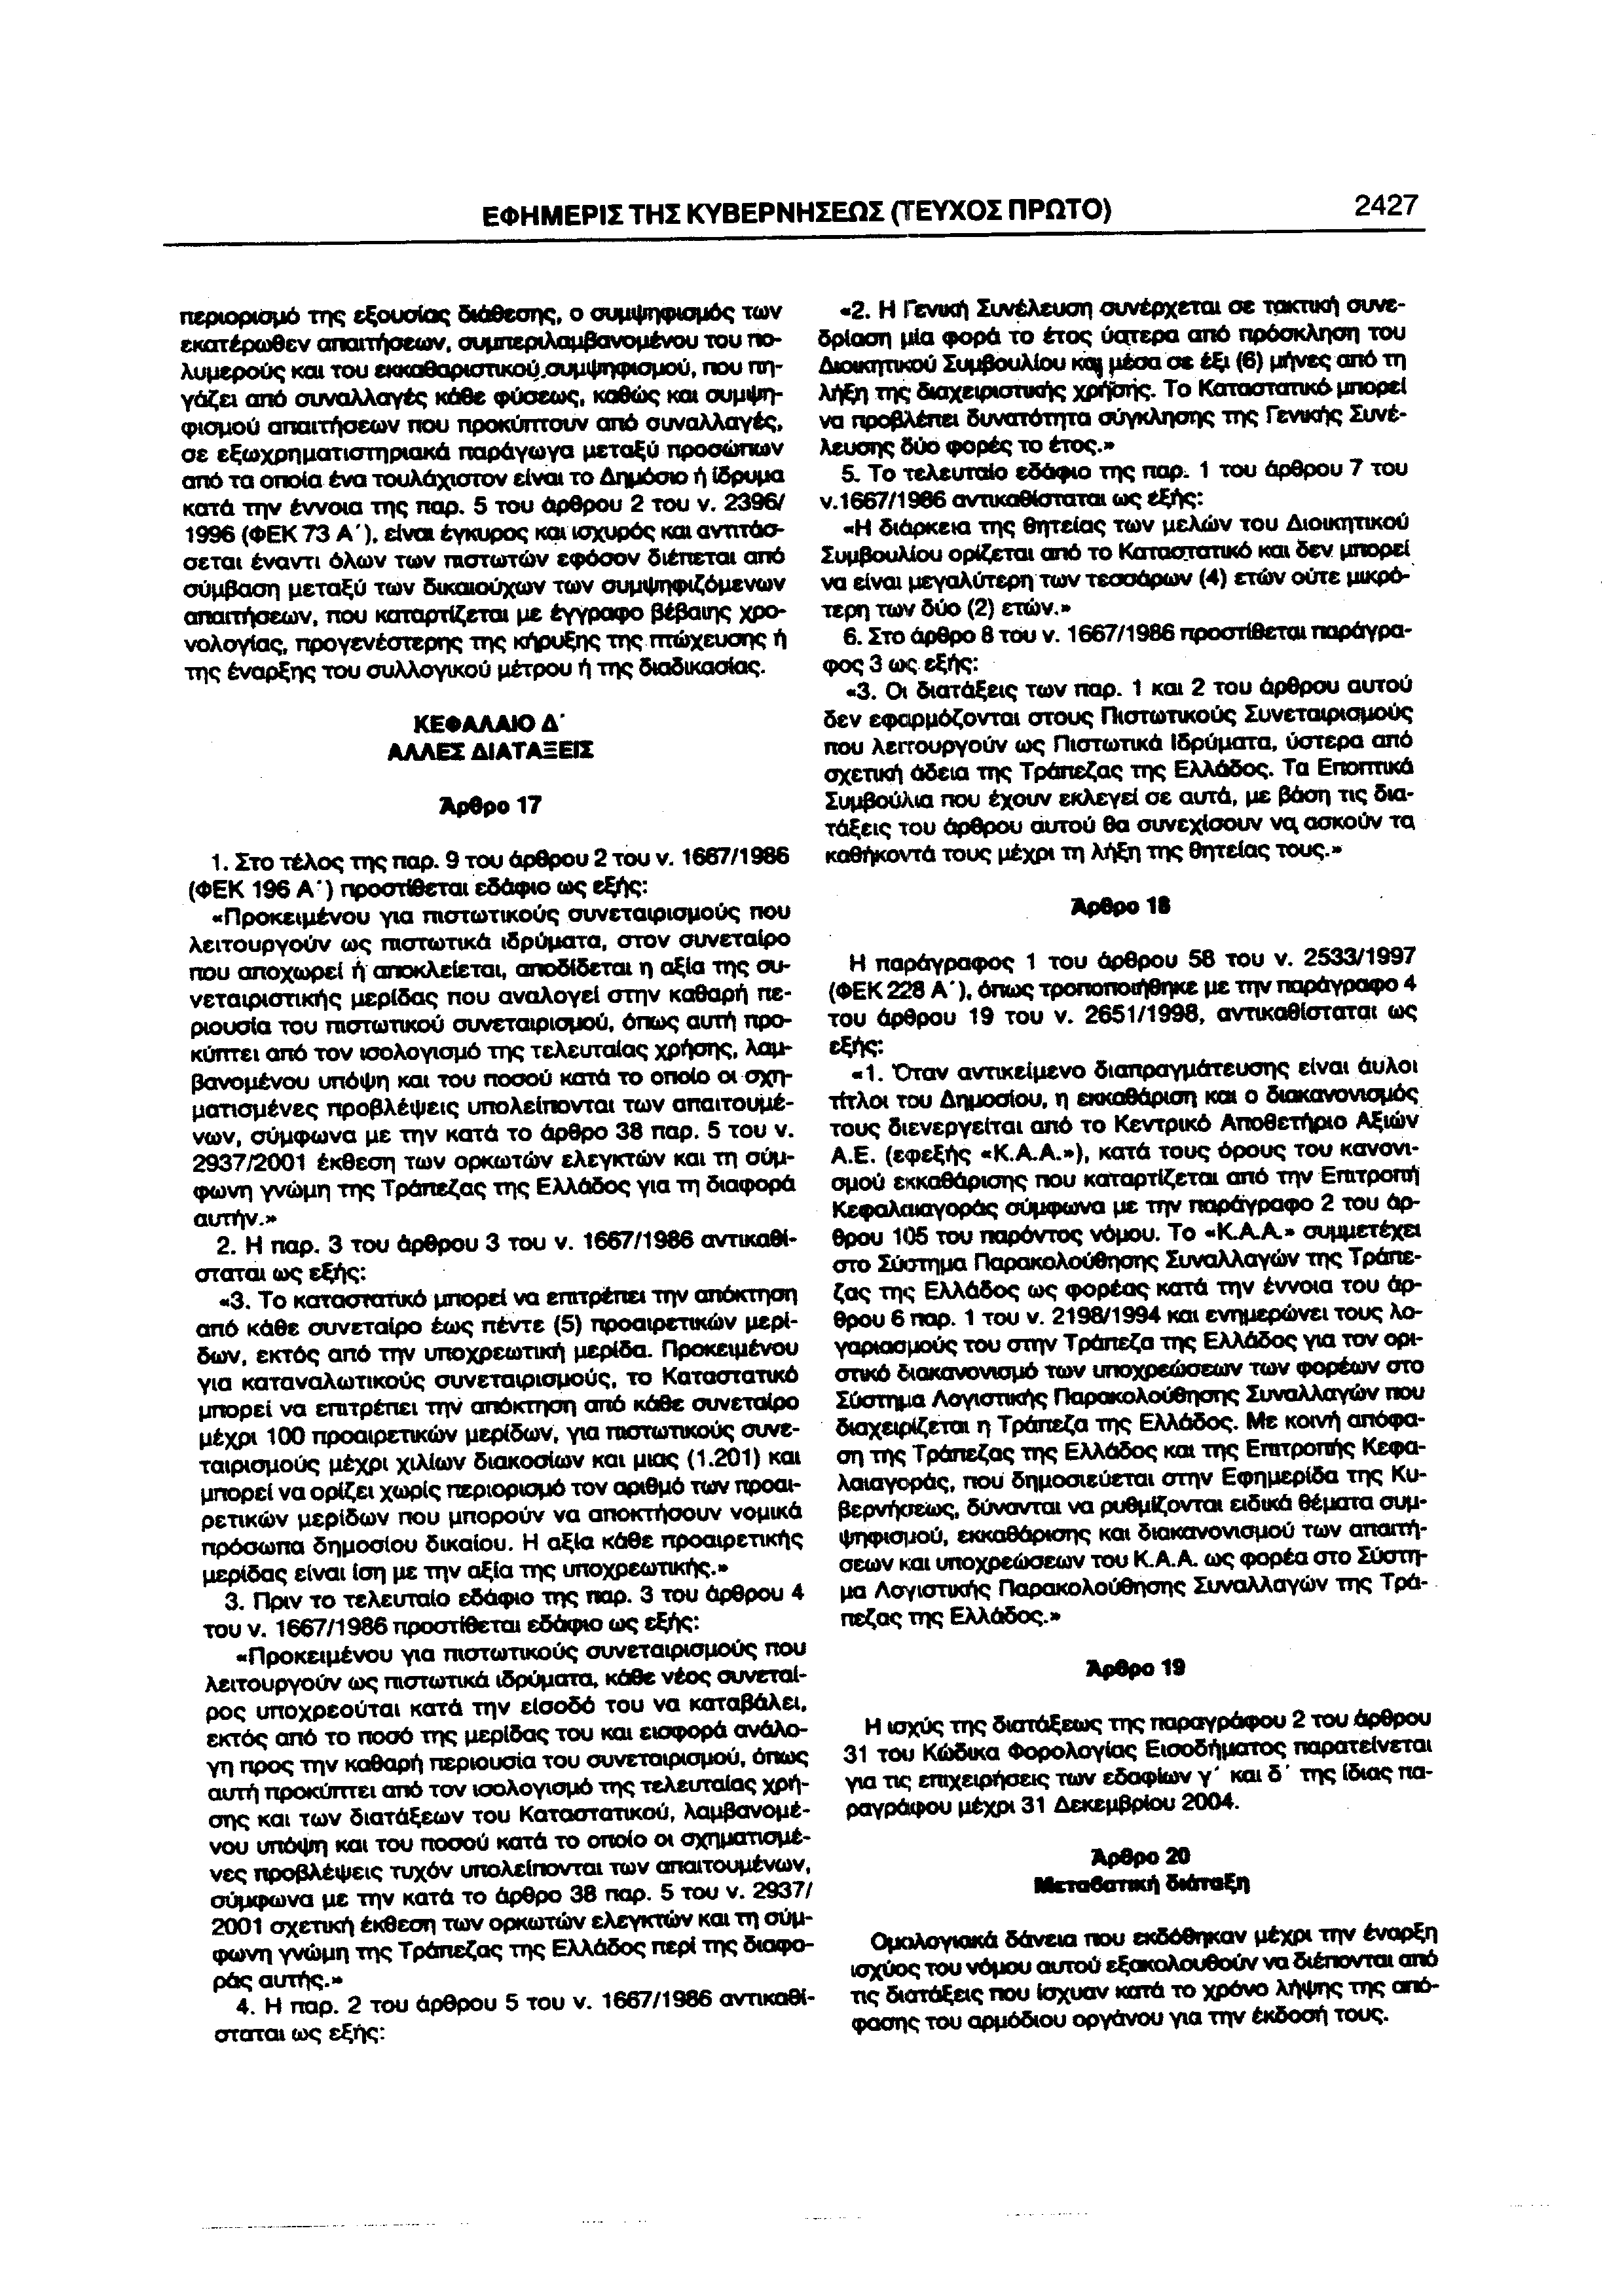 ΕΦΗΜΕΡΙΣ ΤΗΣ ΚΥΒΕΡΝΗΣΕΩΣ (ΤΕΥΧΟΣ ΠΡΩΤΟ)
2427
περιορισμό της εξουσίας διάθεσης, ο συμψηφισμός των
εκατέρωθεν απαιτήσεων, συμπεριλαμβανομένου του πο-
λυμερούς και του εκκαθαριστικού συμψηφισμού, που πη-
γάζει από συναλλαγές κάθε φύσεως, καθώς και συμψη-
φισμού απαιτήσεων που προκύπτουν από συναλλαγές,
σε εξωχρηματιστηριακά παράγωγα μεταξύ προσώπων
από τα οποία ένα τουλάχιστον είναι το Δημόσιο ή ίδρυμα
κατά την έννοια της παρ. 5 του άρθρου 2 του ν. 2396/
1996 (ΦΕΚ 73 Α΄), είναι έγκυρος και ισχυρός και αντιτάσ-
σεται έναντι όλων των πιστωτών εφόσον διέπεται από
σύμβαση μεταξύ των δικαιούχων των συμψηφιζόμενων
απαιτήσεων, που καταρτίζεται με έγγραφο βέβαιης χρο-
νολογίας, προγενέστερης της κήρυξης της πτώχευσης ή
της έναρξης του συλλογικού μέτρου ή της διαδικασίας.
ΚΕΦΑΛΑΙΟ Δ΄
ΑΛΛΕΣ ΔΙΑΤΑΞΕΙΣ
Άρθρο 17
1. Στο τέλος της παρ. 9 του άρθρου 2 του ν. 1667/1986
(ΦΕΚ 196 Α΄) προστίθεται εδάφιο ως εξής:
«Προκειμένου για πιστωτικούς συνεταιρισμούς που
λειτουργούν ως πιστωτικά ιδρύματα, στον συνεταίρο
που αποχωρεί ή αποκλείεται, αποδίδεται η αξία της συ-
νεταιριστικής μερίδας που αναλογεί στην καθαρή πε-
ριουσία του πιστωτικού συνεταιρισμού, όπως αυτή προ-
κύπτει από τον ισολογισμό της τελευταίας χρήσης, λαμ-
βανομένου υπόψη και του ποσού κατά το οποίο οι σχη-
ματισμένες προβλέψεις υπολείπονται των απαιτουμέ-
νων, σύμφωνα με την κατά το άρθρο 38 παρ. 5 του ν.
2937/2001 έκθεση των ορκωτών ελεγκτών και τη σύμ-
φωνη γνώμη της Τράπεζας της Ελλάδος για τη διαφορά
αυτήν.»
2. Η παρ. 3 του άρθρου 3 του ν. 1667/1986 αντικαθί-
σταται ως εξής:
«3. Το καταστατικό μπορεί να επιτρέπει την απόκτηση
από κάθε συνεταίρο έως πέντε (5) προαιρετικών μερί-
δων, εκτός από την υποχρεωτική μερίδα. Προκειμένου
για καταναλωτικούς συνεταιρισμούς, το Καταστατικό
μπορεί να επιτρέπει την απόκτηση από κάθε συνεταίρο
μέχρι 100 προαιρετικών μερίδων, για πιστωτικούς συνε-
ταιρισμούς μέχρι χιλίων διακοσίων και μιας (1.201) και
μπορεί να ορίζει χωρίς περιορισμό τον αριθμό των προαι-
ρετικών μερίδων που μπορούν να αποκτήσουν νομικά
πρόσωπα δημοσίου δικαίου. Η αξία κάθε προαιρετικής
μερίδας είναι ίση με την αξία της υποχρεωτικής.»
3. Πριν το τελευταίο εδάφιο της παρ. 3 του άρθρου 4
του ν. 1667/1986 προστίθεται εδάφιο ως εξής:
«Προκειμένου για πιστωτικούς συνεταιρισμούς που
λειτουργούν ως πιστωτικά ιδρύματα, κάθε νέος συνεταί-
ρος υποχρεούται κατά την είσοδό του να καταβάλει,
εκτός από το ποσό της μερίδας του και εισφορά ανάλο-
γη προς την καθαρή περιουσία του συνεταιρισμού, όπως
αυτή προκύπτει από τον ισολογισμό της τελευταίας χρή-
σης και των διατάξεων του Καταστατικού, λαμβανομέ-
νου υπόψη και του ποσού κατά το οποίο οι σχηματισμέ-
νες προβλέψεις τυχόν υπολείπονται των απαιτουμένων,
σύμφωνα με την κατά το άρθρο 38 παρ. 5 του ν. 2937/
2001 σχετική έκθεση των ορκωτών ελεγκτών και τη σύμ-
φωνη γνώμη της Τράπεζας της Ελλάδος περί της διαφο-
ράς αυτής.»
4. Η παρ. 2 του άρθρου 5 του ν. 1667/1986 αντικαθί-
σταται ως εξής:
«2. Η Γενική Συνέλευση συνέρχεται σε τακτική συνε-
δρίαση μία φορά το έτος ύστερα από πρόσκληση του
Διοικητικού Συμβουλίου και μέσα σε έξι (6) μήνες από τη
λήξη της διαχειριστικής χρήσης. Το Καταστατικό μπορεί
να προβλέπει δυνατότητα σύγκλησης της Γενικής Συνέ-
λευσης δύο φορές το έτος.»
5. Το τελευταίο εδάφιο της παρ. 1 του άρθρου 7 του
ν.1667/1986 αντικαθίσταται ως εξής:
«Η διάρκεια της θητείας των μελών του Διοικητικού
Συμβουλίου ορίζεται από το Καταστατικό και δεν μπορεί
να είναι μεγαλύτερη των τεσσάρων (4) ετών ούτε μικρό-
τερη των δύο (2) ετών.»
6. Στο άρθρο 8 του ν. 1667/1986 προστίθεται παράγρα-
φος 3 ως εξής:
«3. Οι διατάξεις των παρ. 1 και 2 του άρθρου αυτού
δεν εφαρμόζονται στους Πιστωτικούς Συνεταιρισμούς
που λειτουργούν ως Πιστωτικά Ιδρύματα, ύστερα από
σχετική άδεια της Τράπεζας της Ελλάδος. Τα Εποπτικά
Συμβούλια που έχουν εκλεγεί σε αυτά, με βάση τις δια-
τάξεις του άρθρου αυτού θα συνεχίσουν να ασκούν τα
καθήκοντά τους μέχρι τη λήξη της θητείας τους.»
Άρθρο 18
Η παράγραφος 1 του άρθρου 58 του ν. 2533/1997
(ΦΕΚ 228 Α΄), όπως τροποποιήθηκε με την παράγραφο 4
του άρθρου 19 του ν. 2651/1998, αντικαθίσταται ως
εξής:
«1. Όταν αντικείμενο διαπραγμάτευσης είναι άυλοι
τίτλοι του Δημοσίου, η εκκαθάριση και ο διακανονισμός
τους διενεργείται από το Κεντρικό Αποθετήριο Αξιών
Α.Ε. (εφεξής «Κ.Α.Α.»), κατά τους όρους του κανονι-
σμού εκκαθάρισης που καταρτίζεται από την Επιτροπή
Κεφαλαιαγοράς σύμφωνα με την παράγραφο 2 του άρ-
θρου 105 του παρόντος νόμου. Το «Κ.Α.Α.» συμμετέχει
στο Σύστημα Παρακολούθησης Συναλλαγών της Τράπε-
ζας της Ελλάδος ως φορέας κατά την έννοια του άρ-
θρου 6 παρ. 1 του ν. 2198/1994 και ενημερώνει τους λο-
γαριασμούς του στην Τράπεζα της Ελλάδος για τον ορι-
στικό διακανονισμό των υποχρεώσεων των φορέων στο
Σύστημα Λογιστικής Παρακολούθησης Συναλλαγών που
διαχειρίζεται η Τράπεζα της Ελλάδος. Με κοινή απόφα-
ση της Τράπεζας της Ελλάδος και της Επιτροπής Κεφα-
λαιαγοράς, που δημοσιεύεται στην Εφημερίδα της Κυ-
βερνήσεως, δύνανται να ρυθμίζονται ειδικά θέματα συμ-
ψηφισμού, εκκαθάρισης και διακανονισμού των απαιτή-
σεων και υποχρεώσεων του Κ.Α.Α. ως φορέα στο Σύστη-
μα Λογιστικής Παρακολούθησης Συναλλαγών της Τρά-
πεζας της Ελλάδος.»
Άρθρο 19
Η ισχύς της διατάξεως της παραγράφου 2 του άρθρου
31 του Κώδικα Φορολογίας Εισοδήματος παρατείνεται
για τις επιχειρήσεις των εδαφίων γ΄ και δ΄ της ίδιας πα-
ραγράφου μέχρι 31 Δεκεμβρίου 2004.
Άρθρο 20
Μεταβατική διάταξη
Ομολογιακά δάνεια που εκδόθηκαν μέχρι την έναρξη
ισχύος του νόμου αυτού εξακολουθούν να διέπονται από
τις διατάξεις που ίσχυαν κατά το χρόνο λήψης της από-
φασης του αρμόδιου οργάνου για την έκδοσή τους.